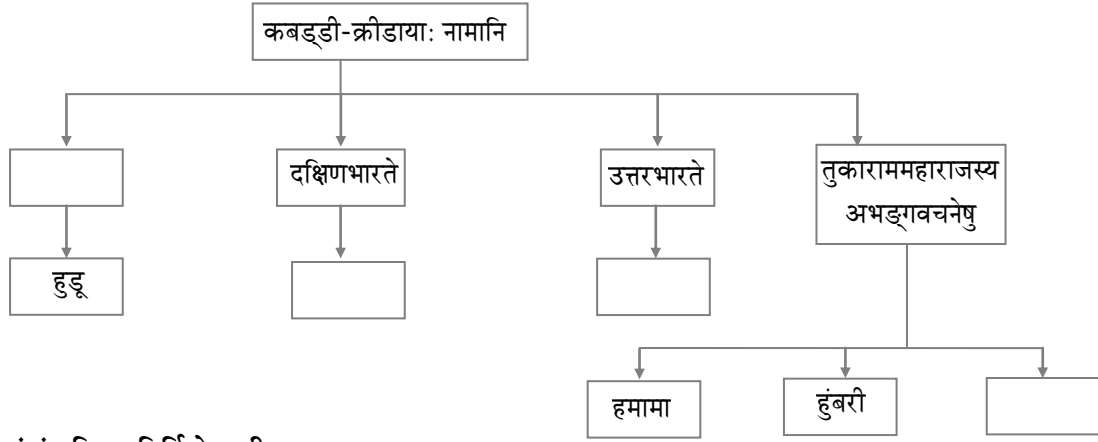 कबड्डी-क्रीडाया: नामानि
दक्षिणभारते
उत्तरभारते
तुकाराममहाराजस्य
अभङ्गवचनेषु
हुडू
हमामा
हुंबरी